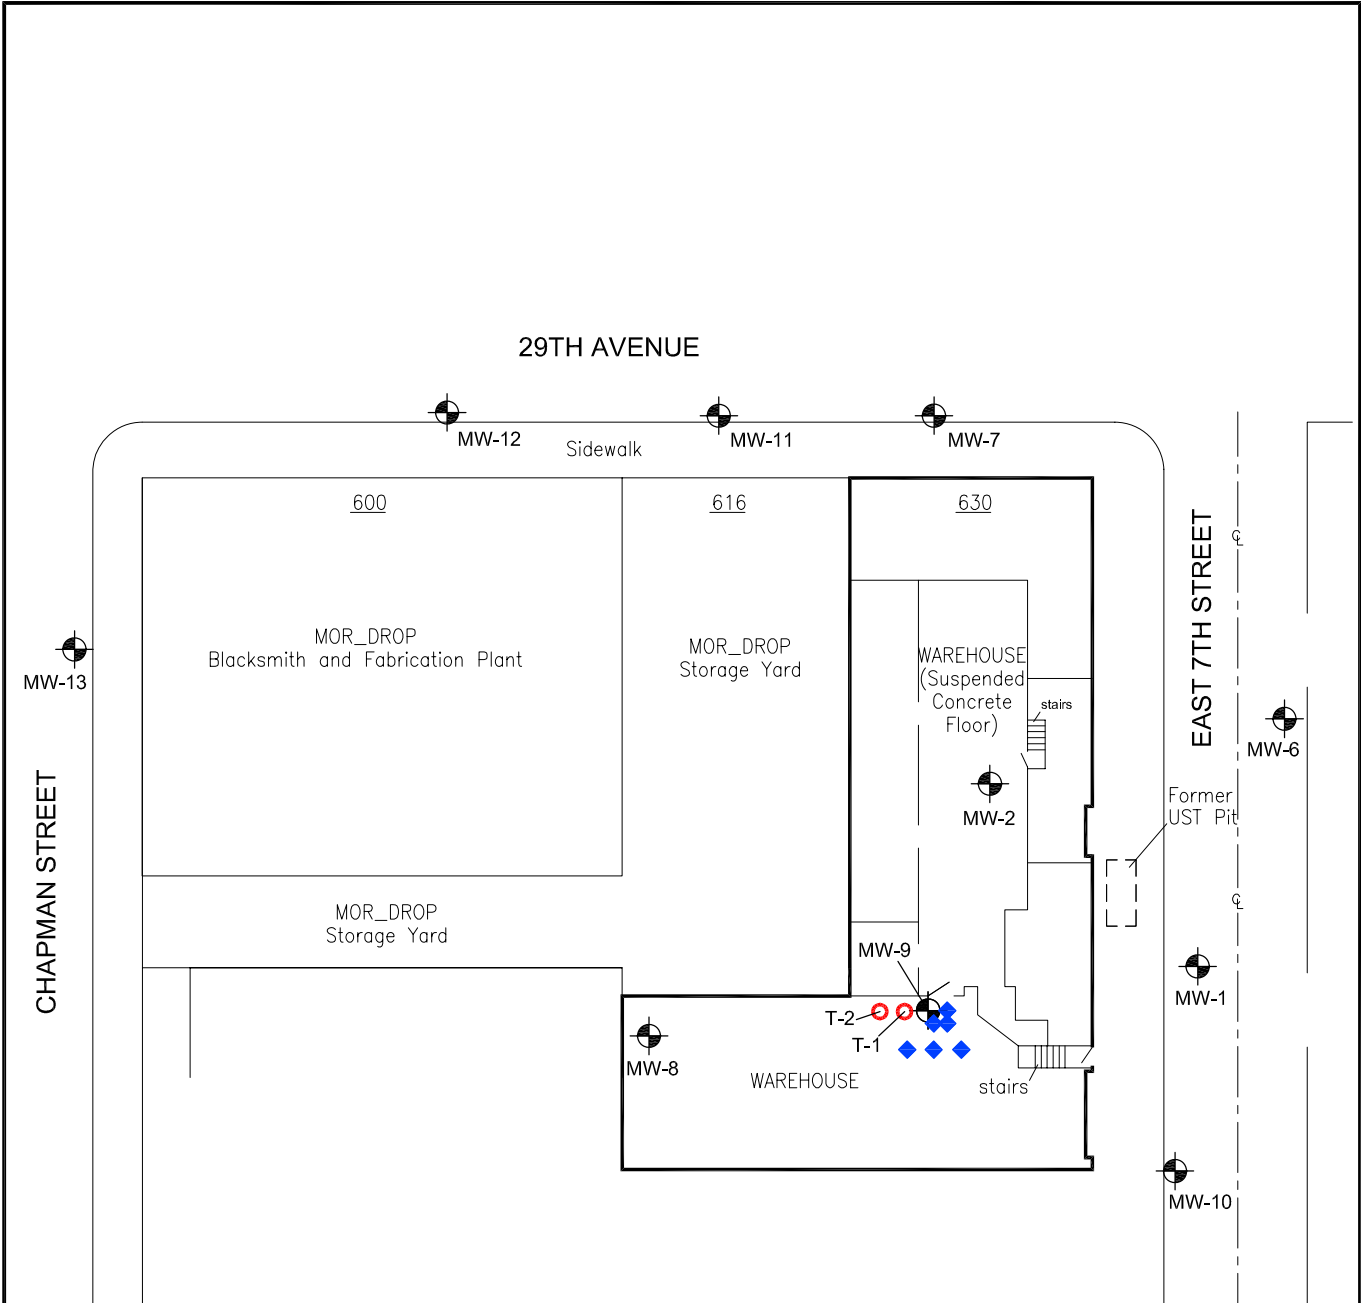 29TH AVENUE
MW-12
MW-11
MW-7
Sidewalk
600
616
630
EAST 7TH STREET
℄
MOR_DROP
Blacksmith and Fabrication Plant
MOR_DROP
Storage Yard
WAREHOUSE
(Suspended
Concrete
Floor)
stairs
MW-13
MW-6
MW-2
Former
UST Pit
CHAPMAN STREET
℄
MOR_DROP
Storage Yard
MW-9
MW-1
T-2
T-1
MW-8
WAREHOUSE
stairs
MW-10